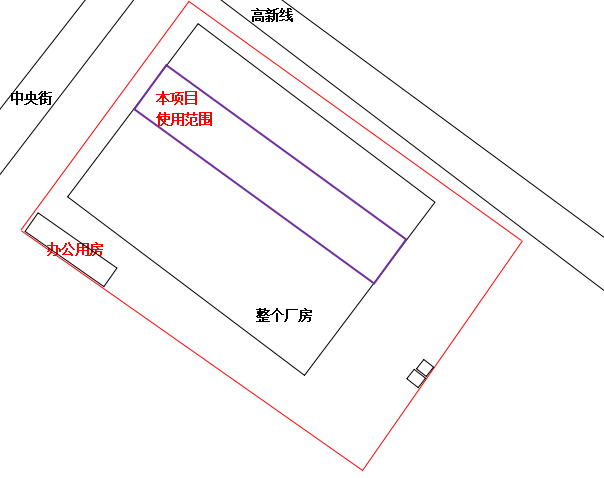 高新线
中央街
本项目
使用范围
办公用房
整个厂房